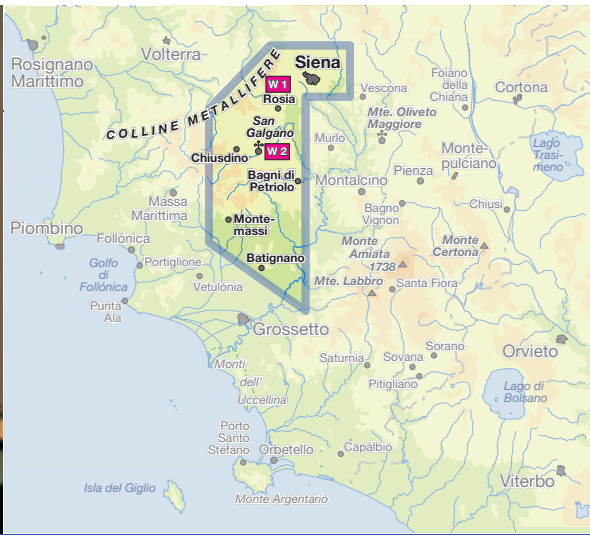 Rosignano
Marittimo
Volterra
COLLINE METALLIFERE
Siena
W 1
Rosia
San
Galgano
W 2
Chiusdino
Bagni di
Petriolo
Monte-
massi
Batignano
Vescona
Foiano
della
Chiana
Cortona
Mte. Oliveto
Maggiore
Murlo
Monte-
pulciano
Lago
Trasi-
meno
Pienza
Montalcino
Bagno
Vignon
Chiusi
Massa
Marittima
Piombino
Follónica
Portiglione
Golfo
di
Follónica
Vetulónia
Punta
Ala
Monte
Amiata
1738
Monte
Certona
Mte. Labbro
Santa Fiora
Grossetto
Monti
dell'
Uccellina
Saturnia
Sovana
Sorano
Pitigliano
Orvieto
Lago di
Bolsano
Porto
Santo
Stefano
Orbetello
Capálbio
Isla del Giglio
Monte Argentario
Viterbo